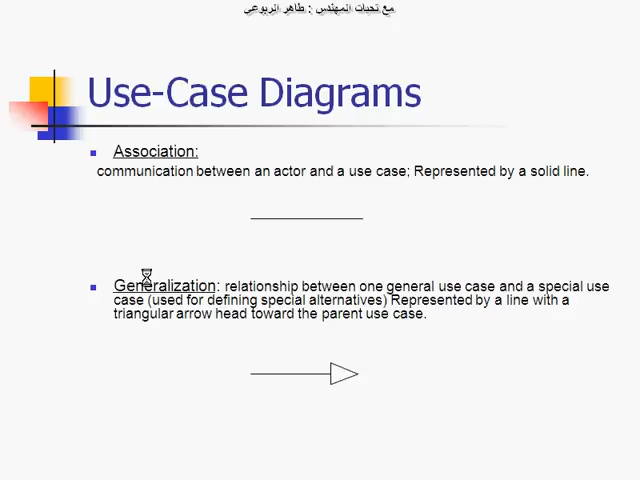 مع تحيات المهندس : طاهر اليوعي
Use-Case Diagrams
Association:
communication between an actor and a use case; Represented by a solid line.
Generalization: relationship between one general use case and a special use
case (used for defining special alternatives) Represented by a line with a
triangular arrow head toward the parent use case.